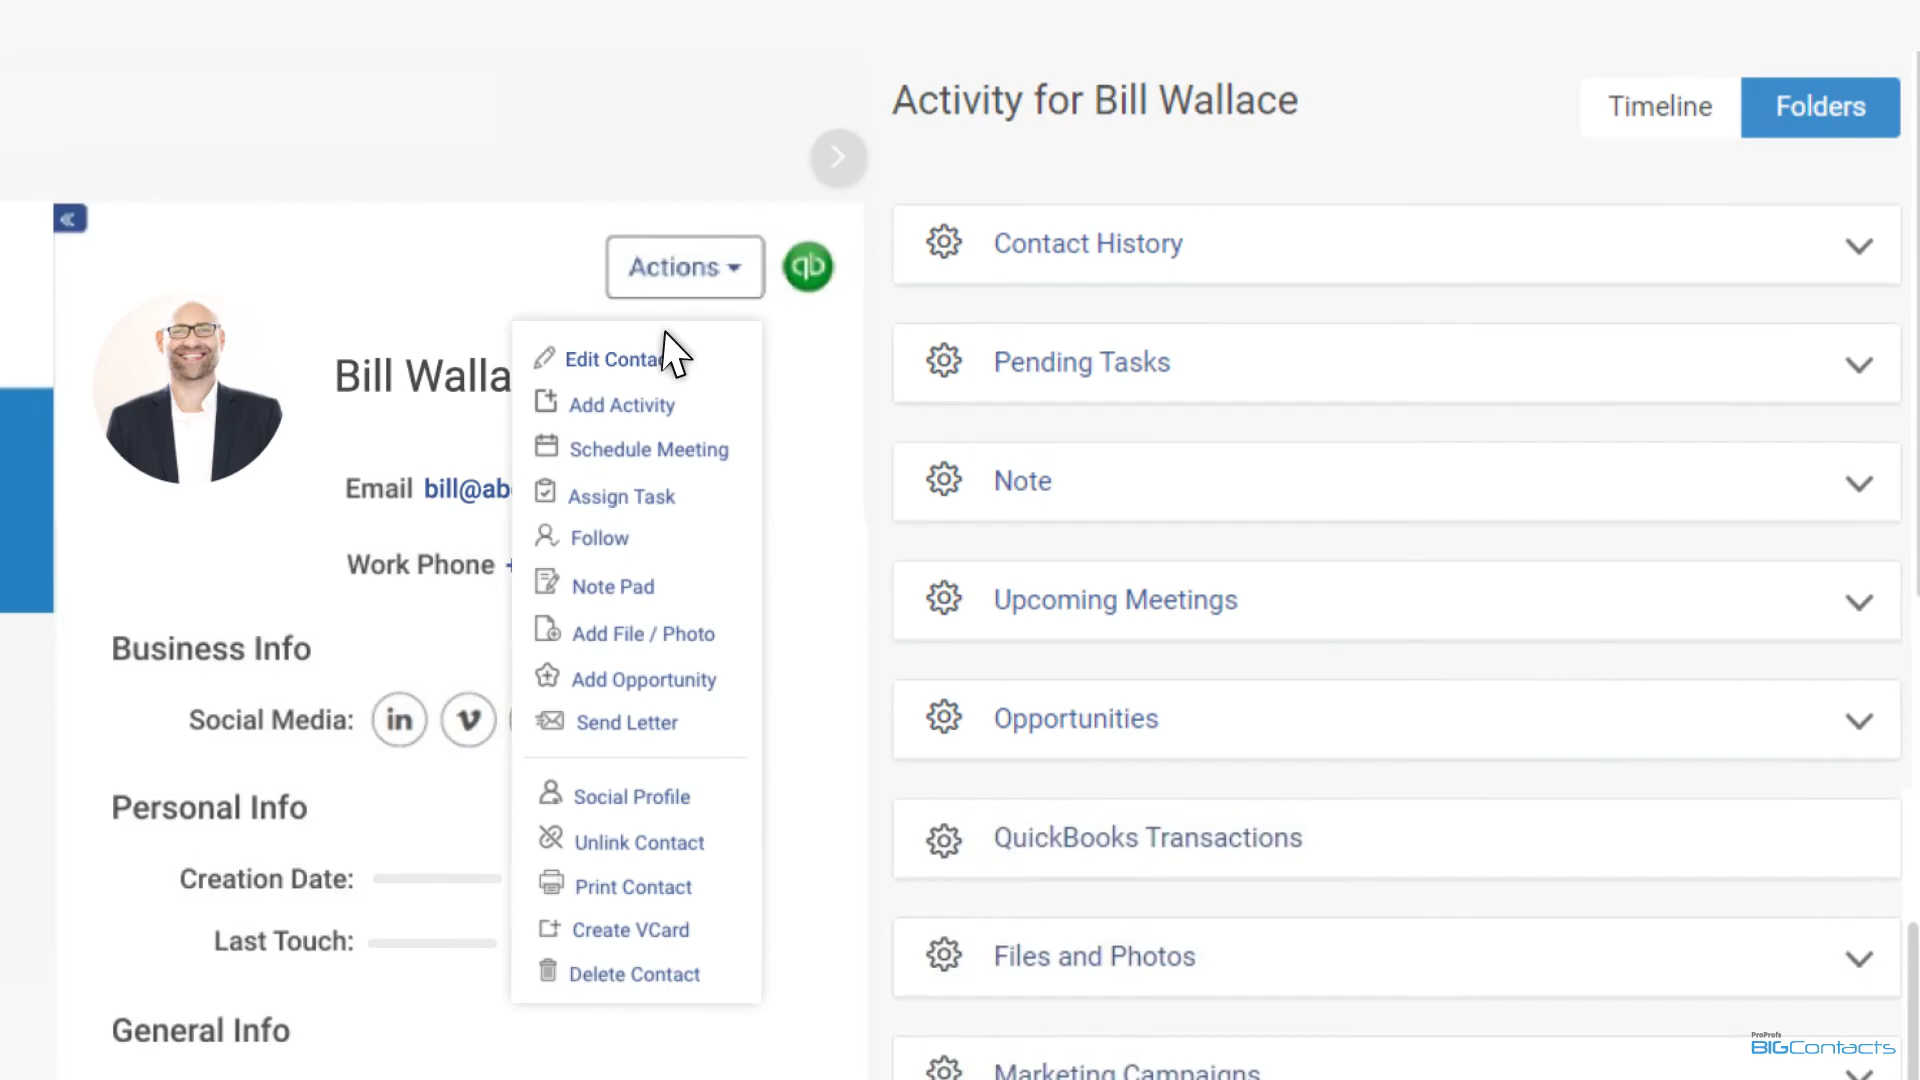 Activity for Bill Wallace
Timeline
Folders
Actions
qb
Bill Walla
Email bill@ab
Work Phone +
Business Info
Social Media: in v
Personal Info
Creation Date:
Last Touch:
General Info
Edit Contac
Add Activity
Schedule Meeting
Assign Task
Follow
Note Pad
Add File / Photo
Add Opportunity
Send Letter
Social Profile
Unlink Contact
Print Contact
Create VCard
Delete Contact
Contact History
Pending Tasks
Note
Upcoming Meetings
Opportunities
QuickBooks Transactions
Files and Photos
Marketing Campaigns
ProProfs
BIGContacts